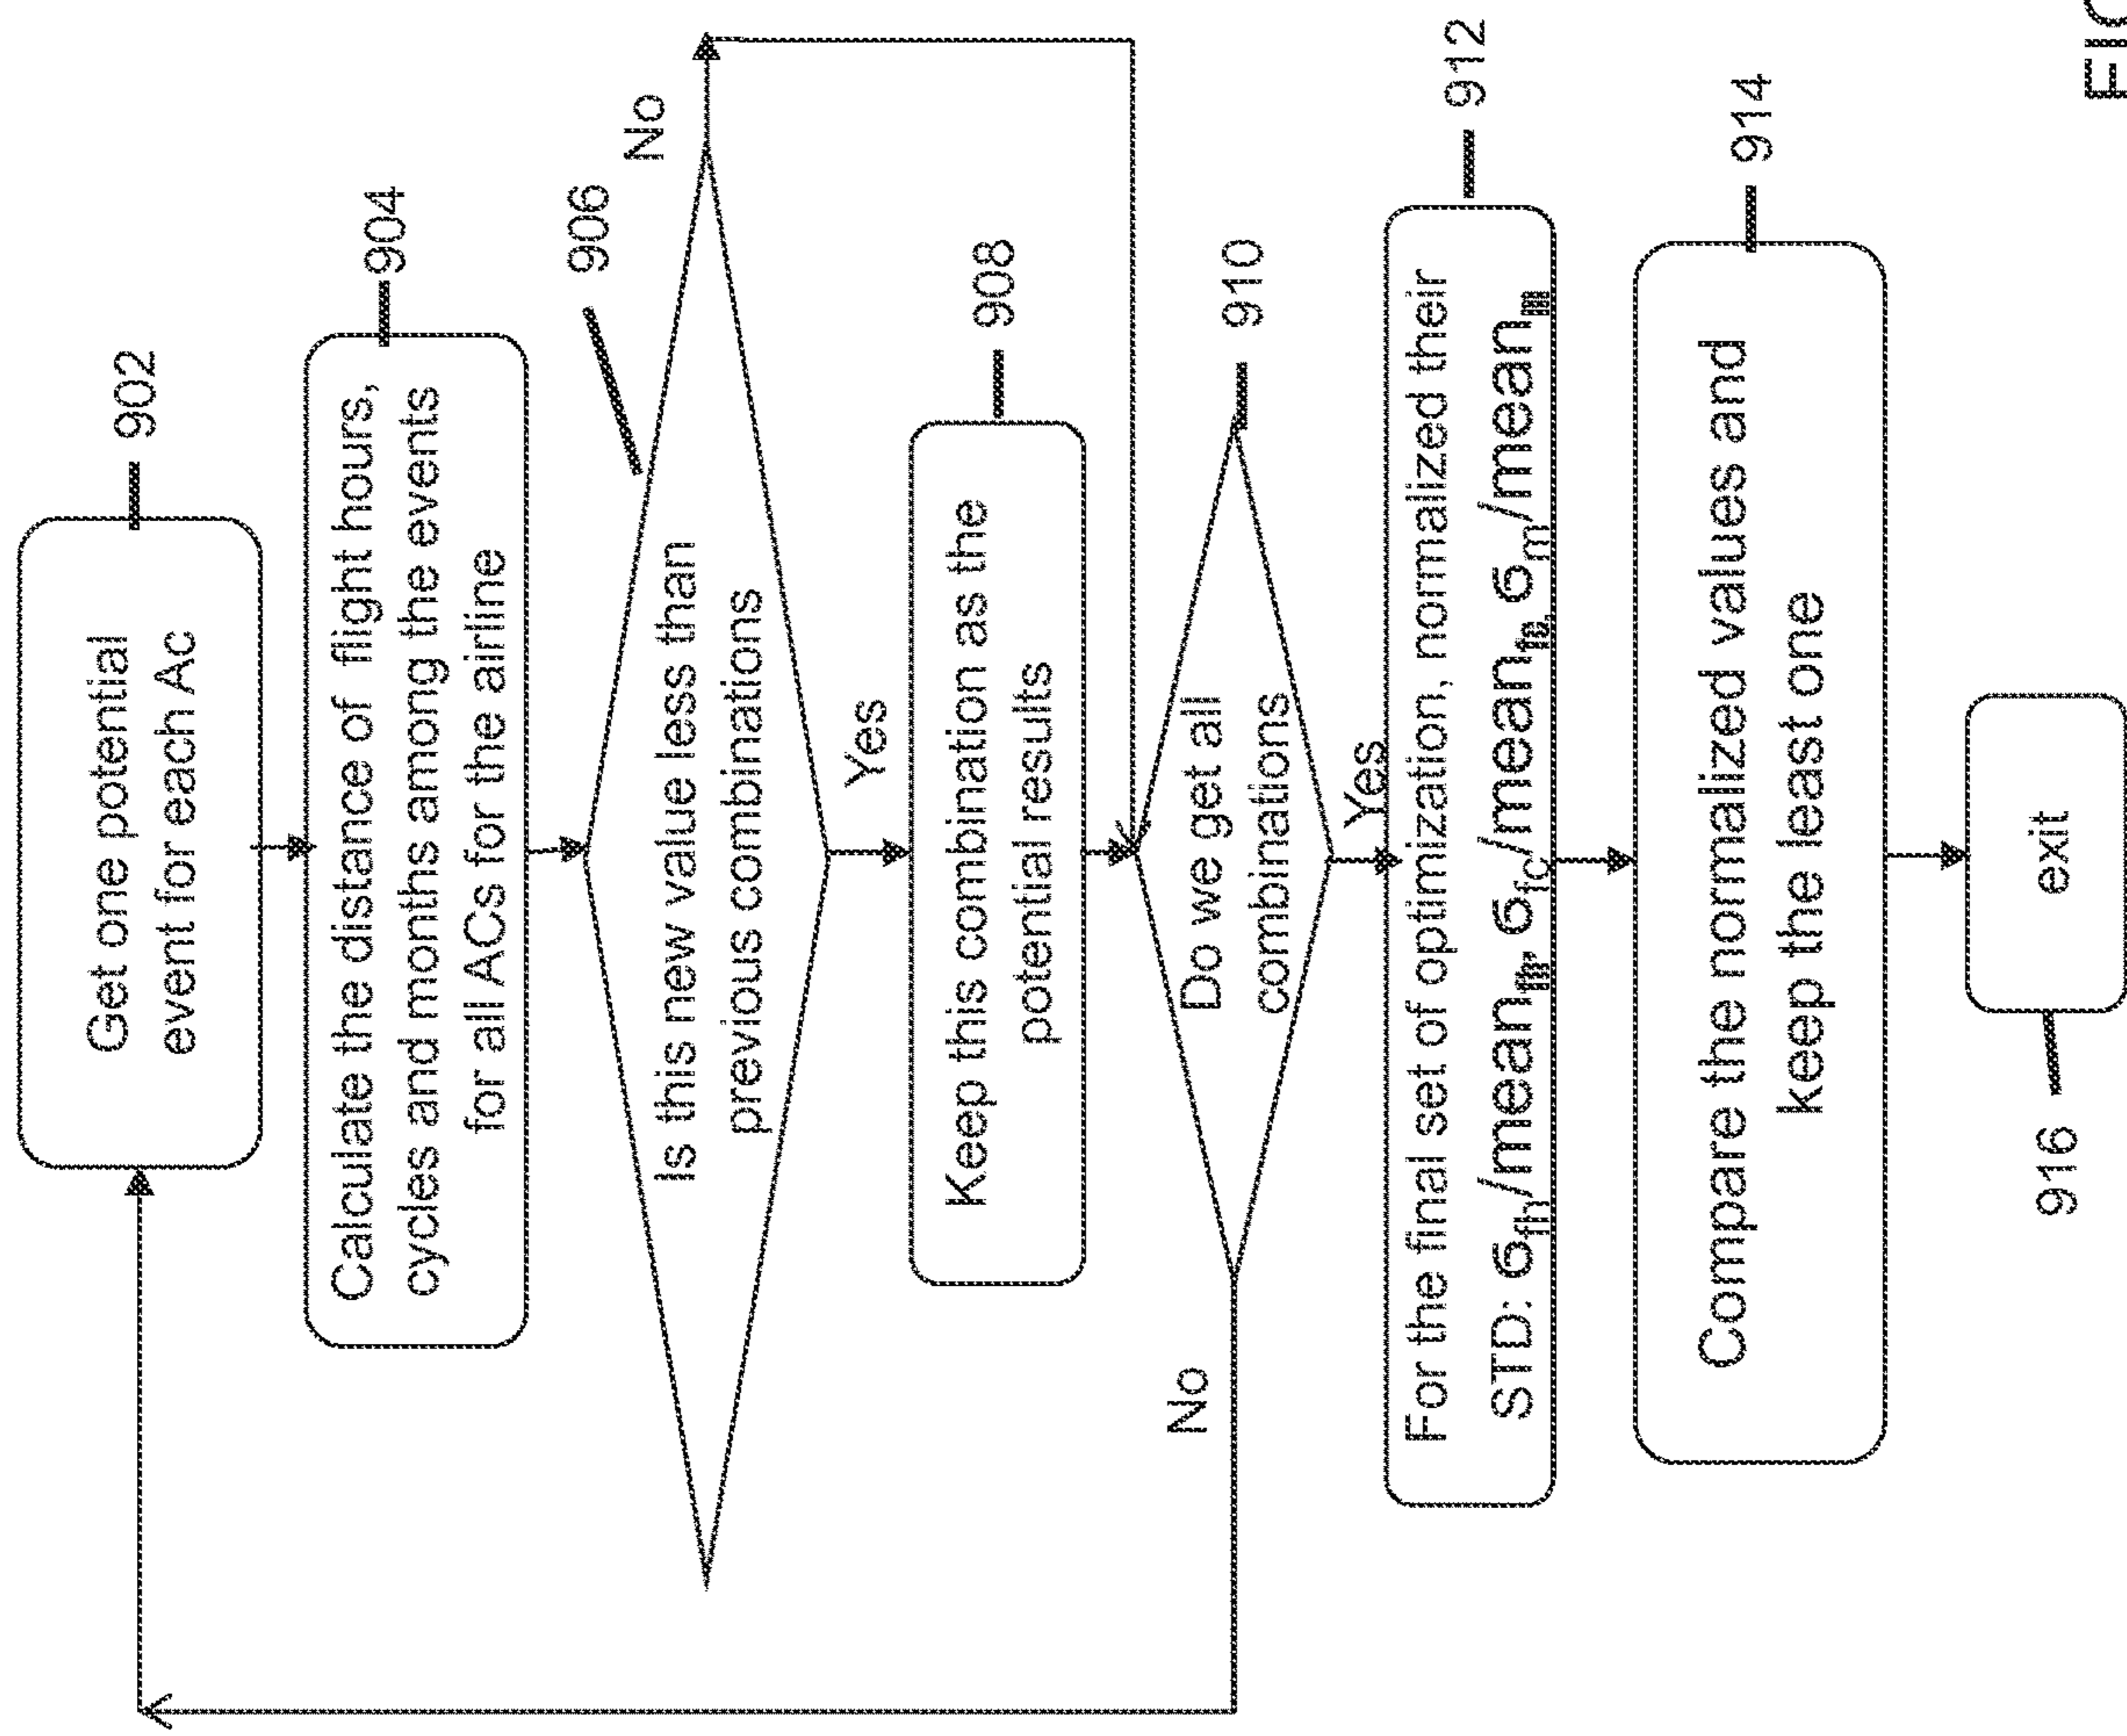 Get one potential
event for each Ac
902
Calculate the distance of flight hours,
cycles and months among the events
for all ACs for the airline
904
906
Is this new value less than
previous combinations
No
Yes
Keep this combination as the
potential results
908
Do we get all
combinations
910
No
Yes
For the final set of optimization, normalized their
STD: σfh/mean, σfc/mean, σm/meanm
912
Compare the normalized values and
keep the least one
914
exit
916